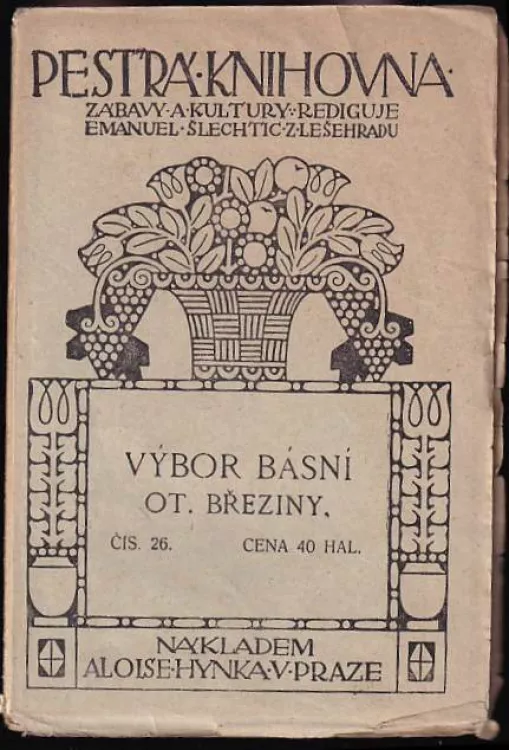 PESTRÁ·KNIHOVNA·
ZÁBAVY·A·KULTURY·:·REDIGUJE
EMANUEL·ŠLECHTIC·Z·LEŠEHRADU
VÝBOR BÁSNÍ
OT. BŘEZINY.
ČÍS. 26. CENA 40 HAL.
NÁKLADEM
ALOISE·HYNKA·V·PRAZE